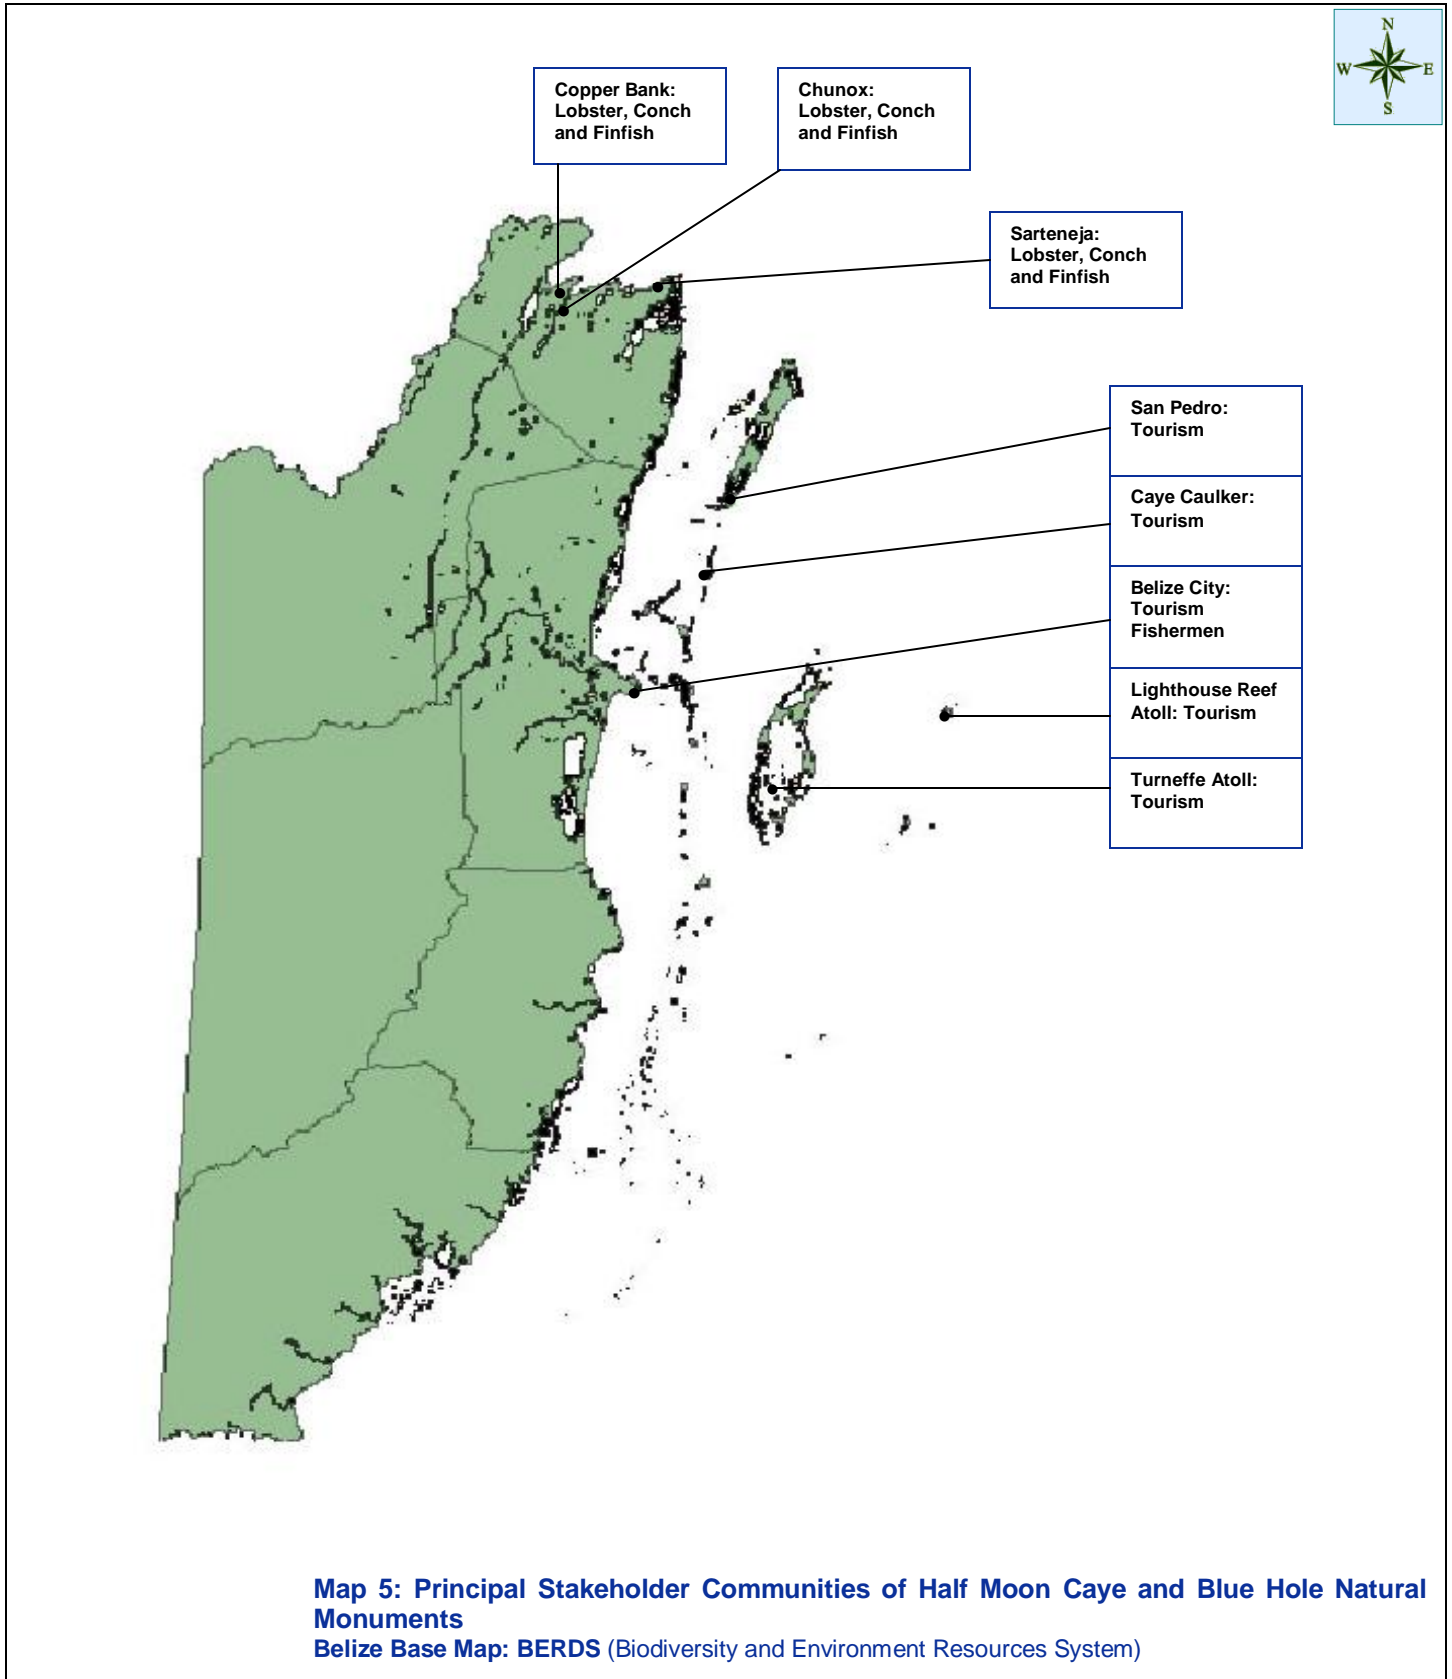 N
W E
S
Copper Bank:
Lobster, Conch
and Finfish
Chunox:
Lobster, Conch
and Finfish
Sarteneja:
Lobster, Conch
and Finfish
San Pedro:
Tourism
Caye Caulker:
Tourism
Belize City:
Tourism
Fishermen
Lighthouse Reef
Atoll: Tourism
Turneffe Atoll:
Tourism
Map 5: Principal Stakeholder Communities of Half Moon Caye and Blue Hole Natural
Monuments
Belize Base Map: BERDS (Biodiversity and Environment Resources System)